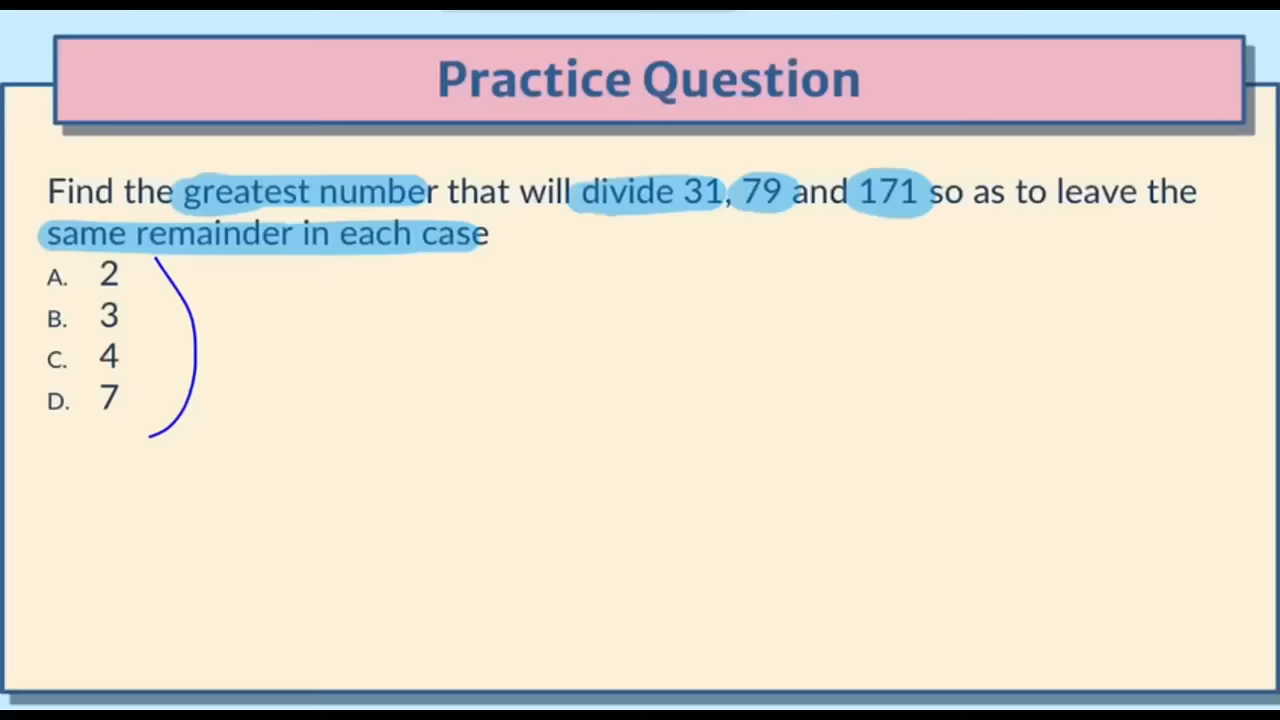 Practice Question
Find the greatest number that will divide 31, 79 and 171 so as to leave the
same remainder in each case
A. 2
B. 3
C. 4
D. 7